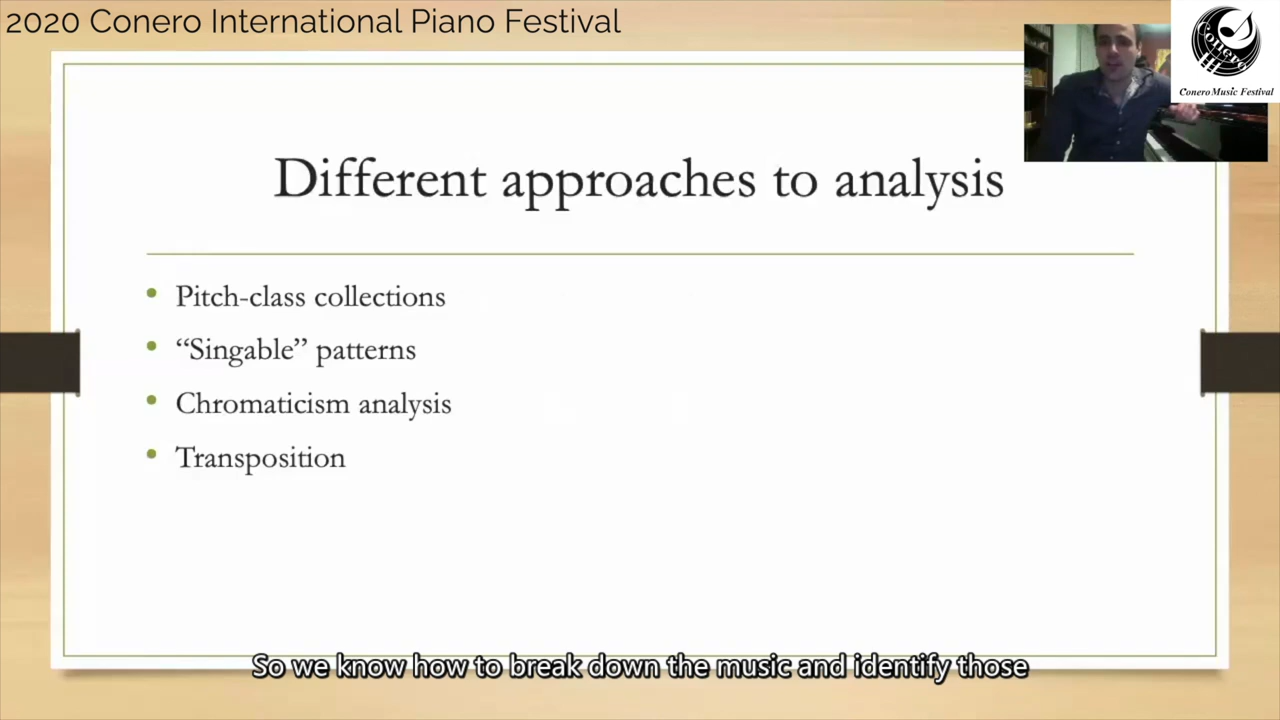 2020 Conero International Piano Festival
Conero
Conero Music Festival
Different approaches to analysis
• Pitch-class collections
• “Singable” patterns
• Chromaticism analysis
• Transposition
So we know how to break down the music and identify those